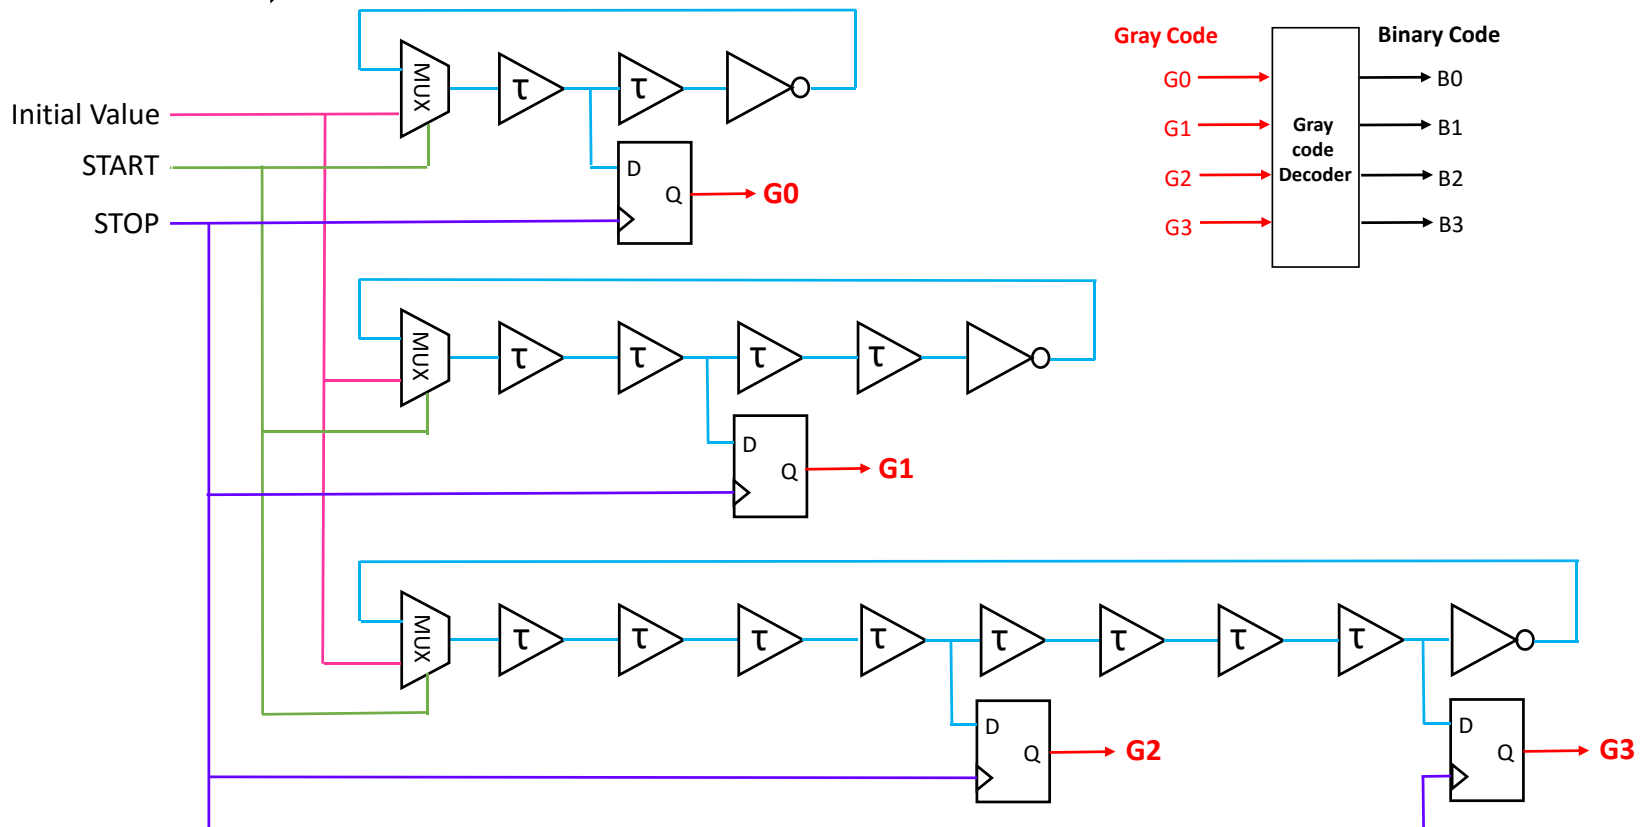 MUX
τ
τ
Initial Value
START
STOP
D
Q
G0
Gray Code
Binary Code
G0
G1
G2
G3
Gray
code
Decoder
B0
B1
B2
B3
MUX
τ
τ
τ
τ
D
Q
G1
MUX
τ
τ
τ
τ
τ
τ
τ
τ
D
Q
G2
D
Q
G3